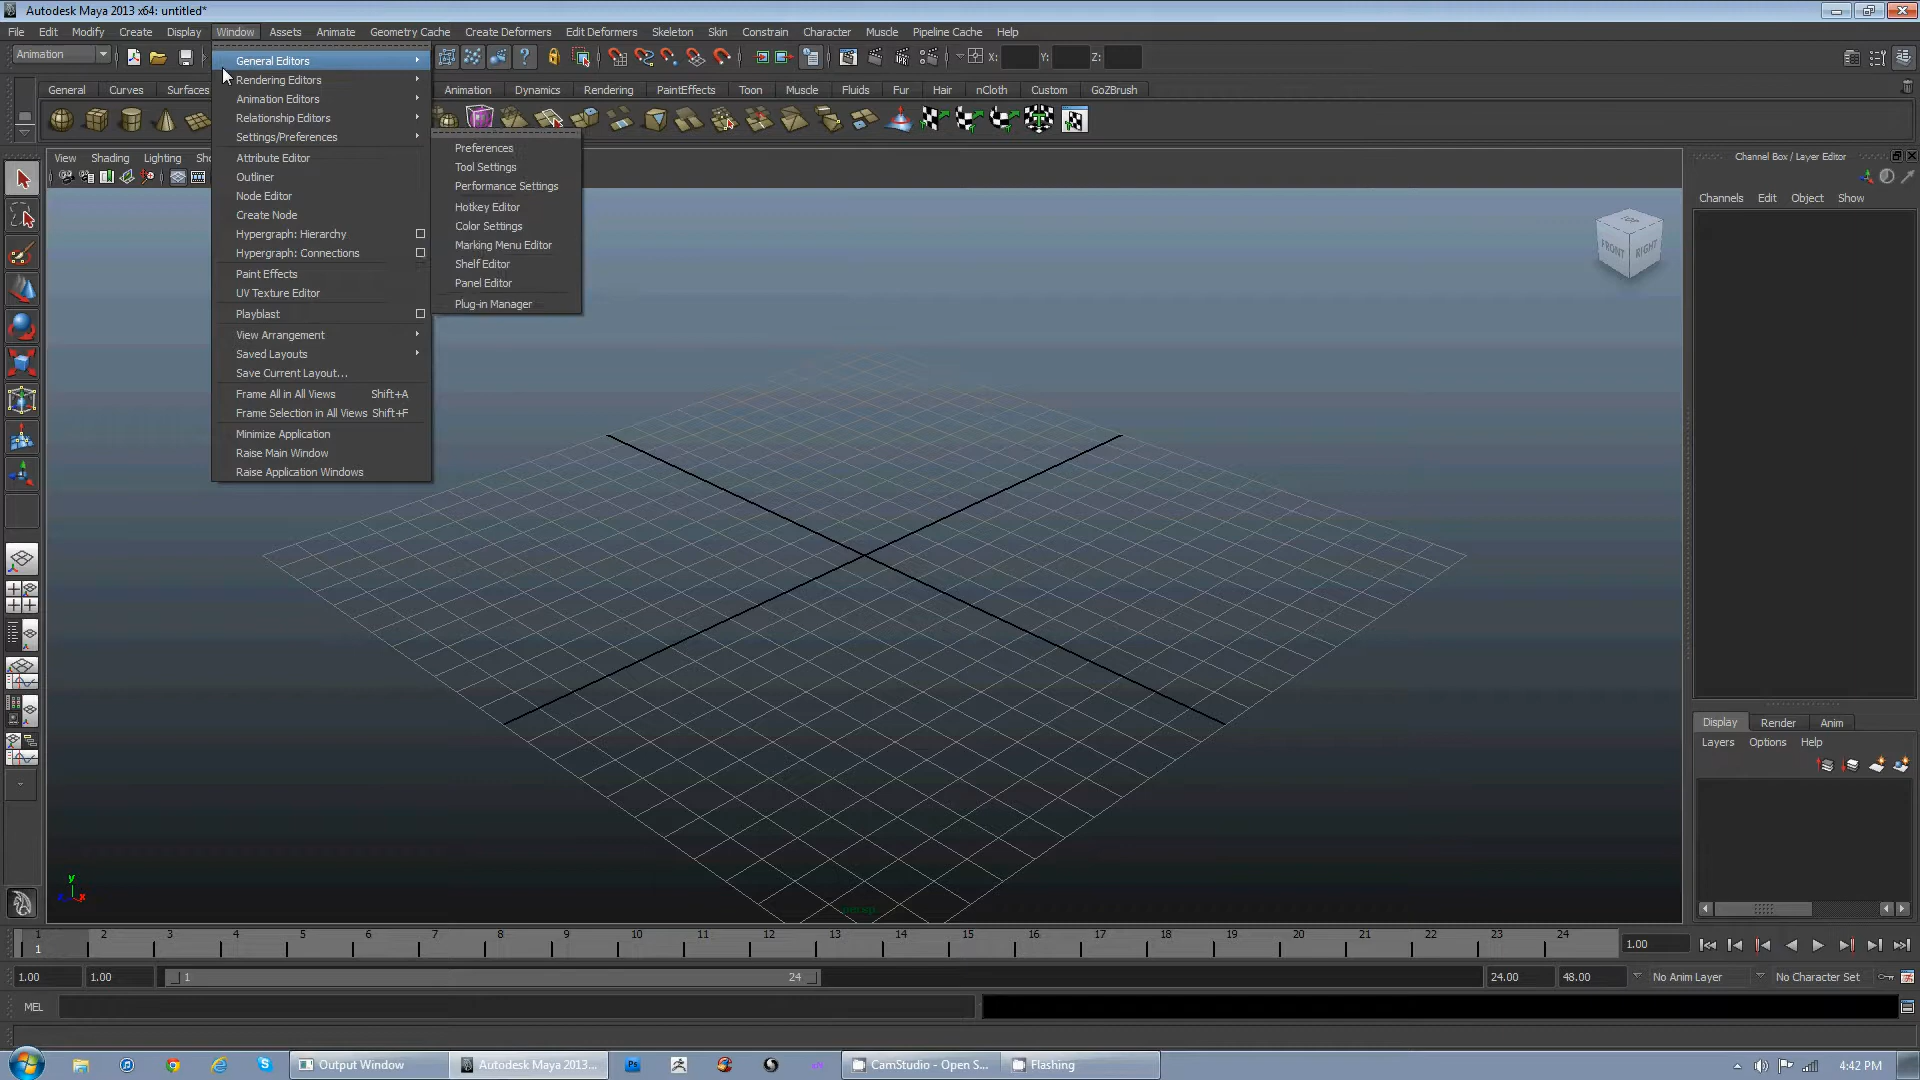 Autodesk Maya 2013 x64: untitled*
File Edit Modify Create Display Window Assets Animate Geometry Cache Create Deformers Edit Deformers Skeleton Skin Constrain Character Muscle Pipeline Cache Help
Animation X: Y: Z:
General Curves Surfaces Animation Dynamics Rendering PaintEffects Toon Muscle Fluids Fur Hair nCloth Custom GoZBrush
General Editors
Rendering Editors
Animation Editors
Relationship Editors
Settings/Preferences
Attribute Editor
Outliner
Node Editor
Create Node
Hypergraph: Hierarchy
Hypergraph: Connections
Paint Effects
UV Texture Editor
Playblast
View Arrangement
Saved Layouts
Save Current Layout...
Frame All in All Views Shift+A
Frame Selection in All Views Shift+F
Minimize Application
Raise Main Window
Raise Application Windows
Preferences
Tool Settings
Performance Settings
Hotkey Editor
Color Settings
Marking Menu Editor
Shelf Editor
Panel Editor
Plug-in Manager
View Shading Lighting Sho
TOP
FRONT RIGHT
Channel Box / Layer Editor
Channels Edit Object Show
Display Render Anim
Layers Options Help
y
x
persp
1 2 3 4 5 6 7 8 9 10 11 12 13 14 15 16 17 18 19 20 21 22 23 24
1 1.00
1.00 1.00 1 24 24.00 48.00 No Anim Layer No Character Set
MEL
Output Window Autodesk Maya 2013... Ps CamStudio - Open S... Flashing 4:42 PM